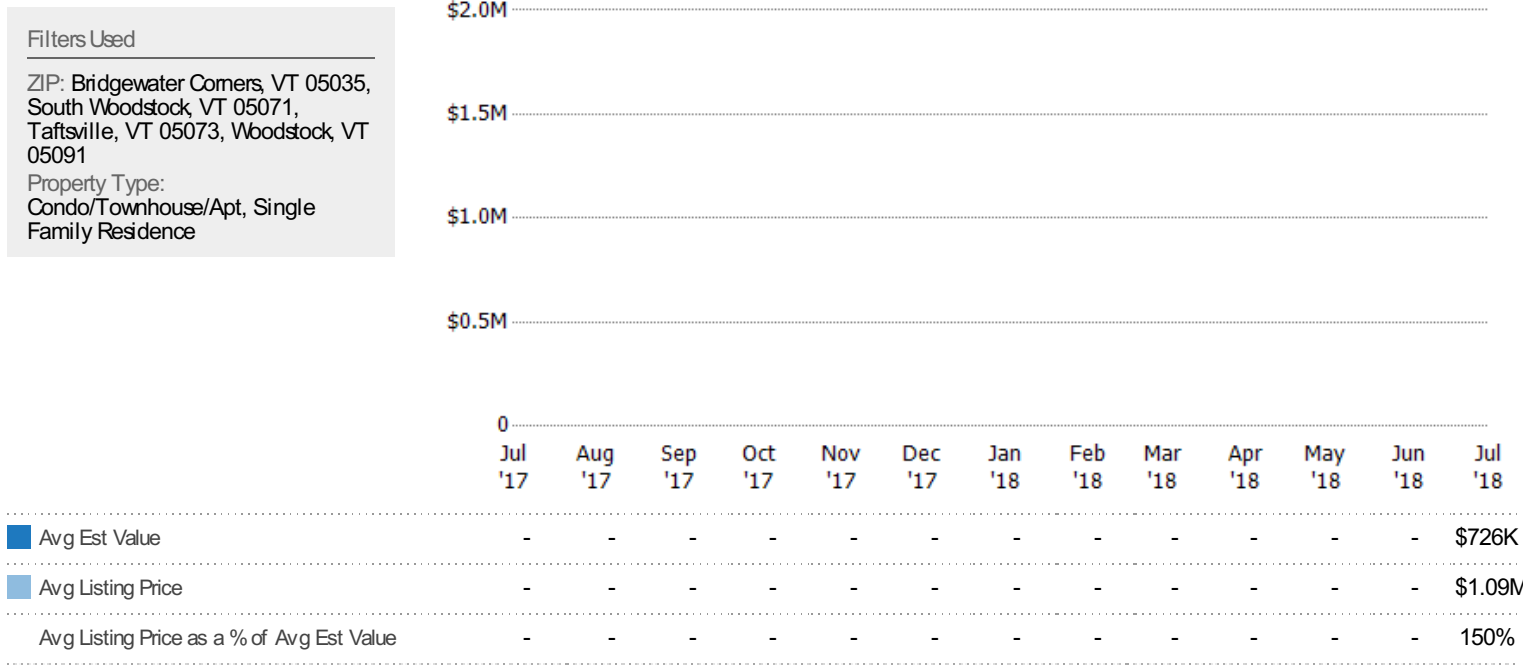 Filters Used
ZIP: Bridgewater Corners, VT 05035,
South Woodstock, VT 05071,
Taftsville, VT 05073, Woodstock, VT
05091
Property Type:
Condo/Townhouse/Apt, Single
Family Residence
$2.0M
$1.5M
$1.0M
$0.5M
0
Jul Aug Sep Oct Nov Dec Jan Feb Mar Apr May Jun Jul
'17 '17 '17 '17 '17 '17 '18 '18 '18 '18 '18 '18 '18
Avg Est Value - - - - - - - - - - - - $726K
Avg Listing Price - - - - - - - - - - - - $1.09M
Avg Listing Price as a % of Avg Est Value - - - - - - - - - - - - 150%